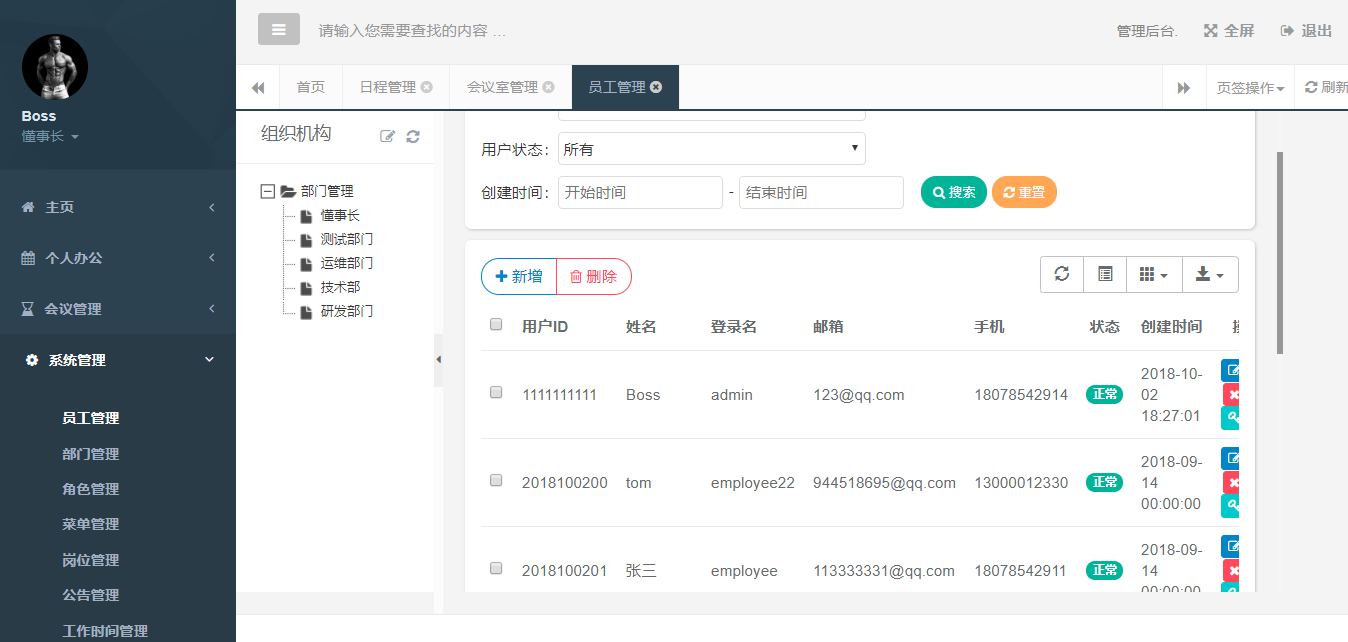 请输入您需要查找的内容 …
管理后台.
全屏
退出
首页
日程管理
会议室管理
员工管理
页签操作
刷新
Boss
懂事长
主页
个人办公
会议管理
系统管理
员工管理
部门管理
角色管理
菜单管理
岗位管理
公告管理
工作时间管理
组织机构
部门管理
懂事长
测试部门
运维部门
技术部
研发部门
用户状态：
所有
创建时间：
开始时间
-
结束时间
搜索
重置
新增
删除
用户ID 姓名 登录名 邮箱 手机 状态 创建时间
1111111111 Boss admin 123@qq.com 18078542914 正常 2018-10-
02
18:27:01
2018100200 tom employee22 944518695@qq.com 13000012330 正常 2018-09-
14
00:00:00
2018100201 张三 employee 113333331@qq.com 18078542911 正常 2018-09-
14
00:00:00